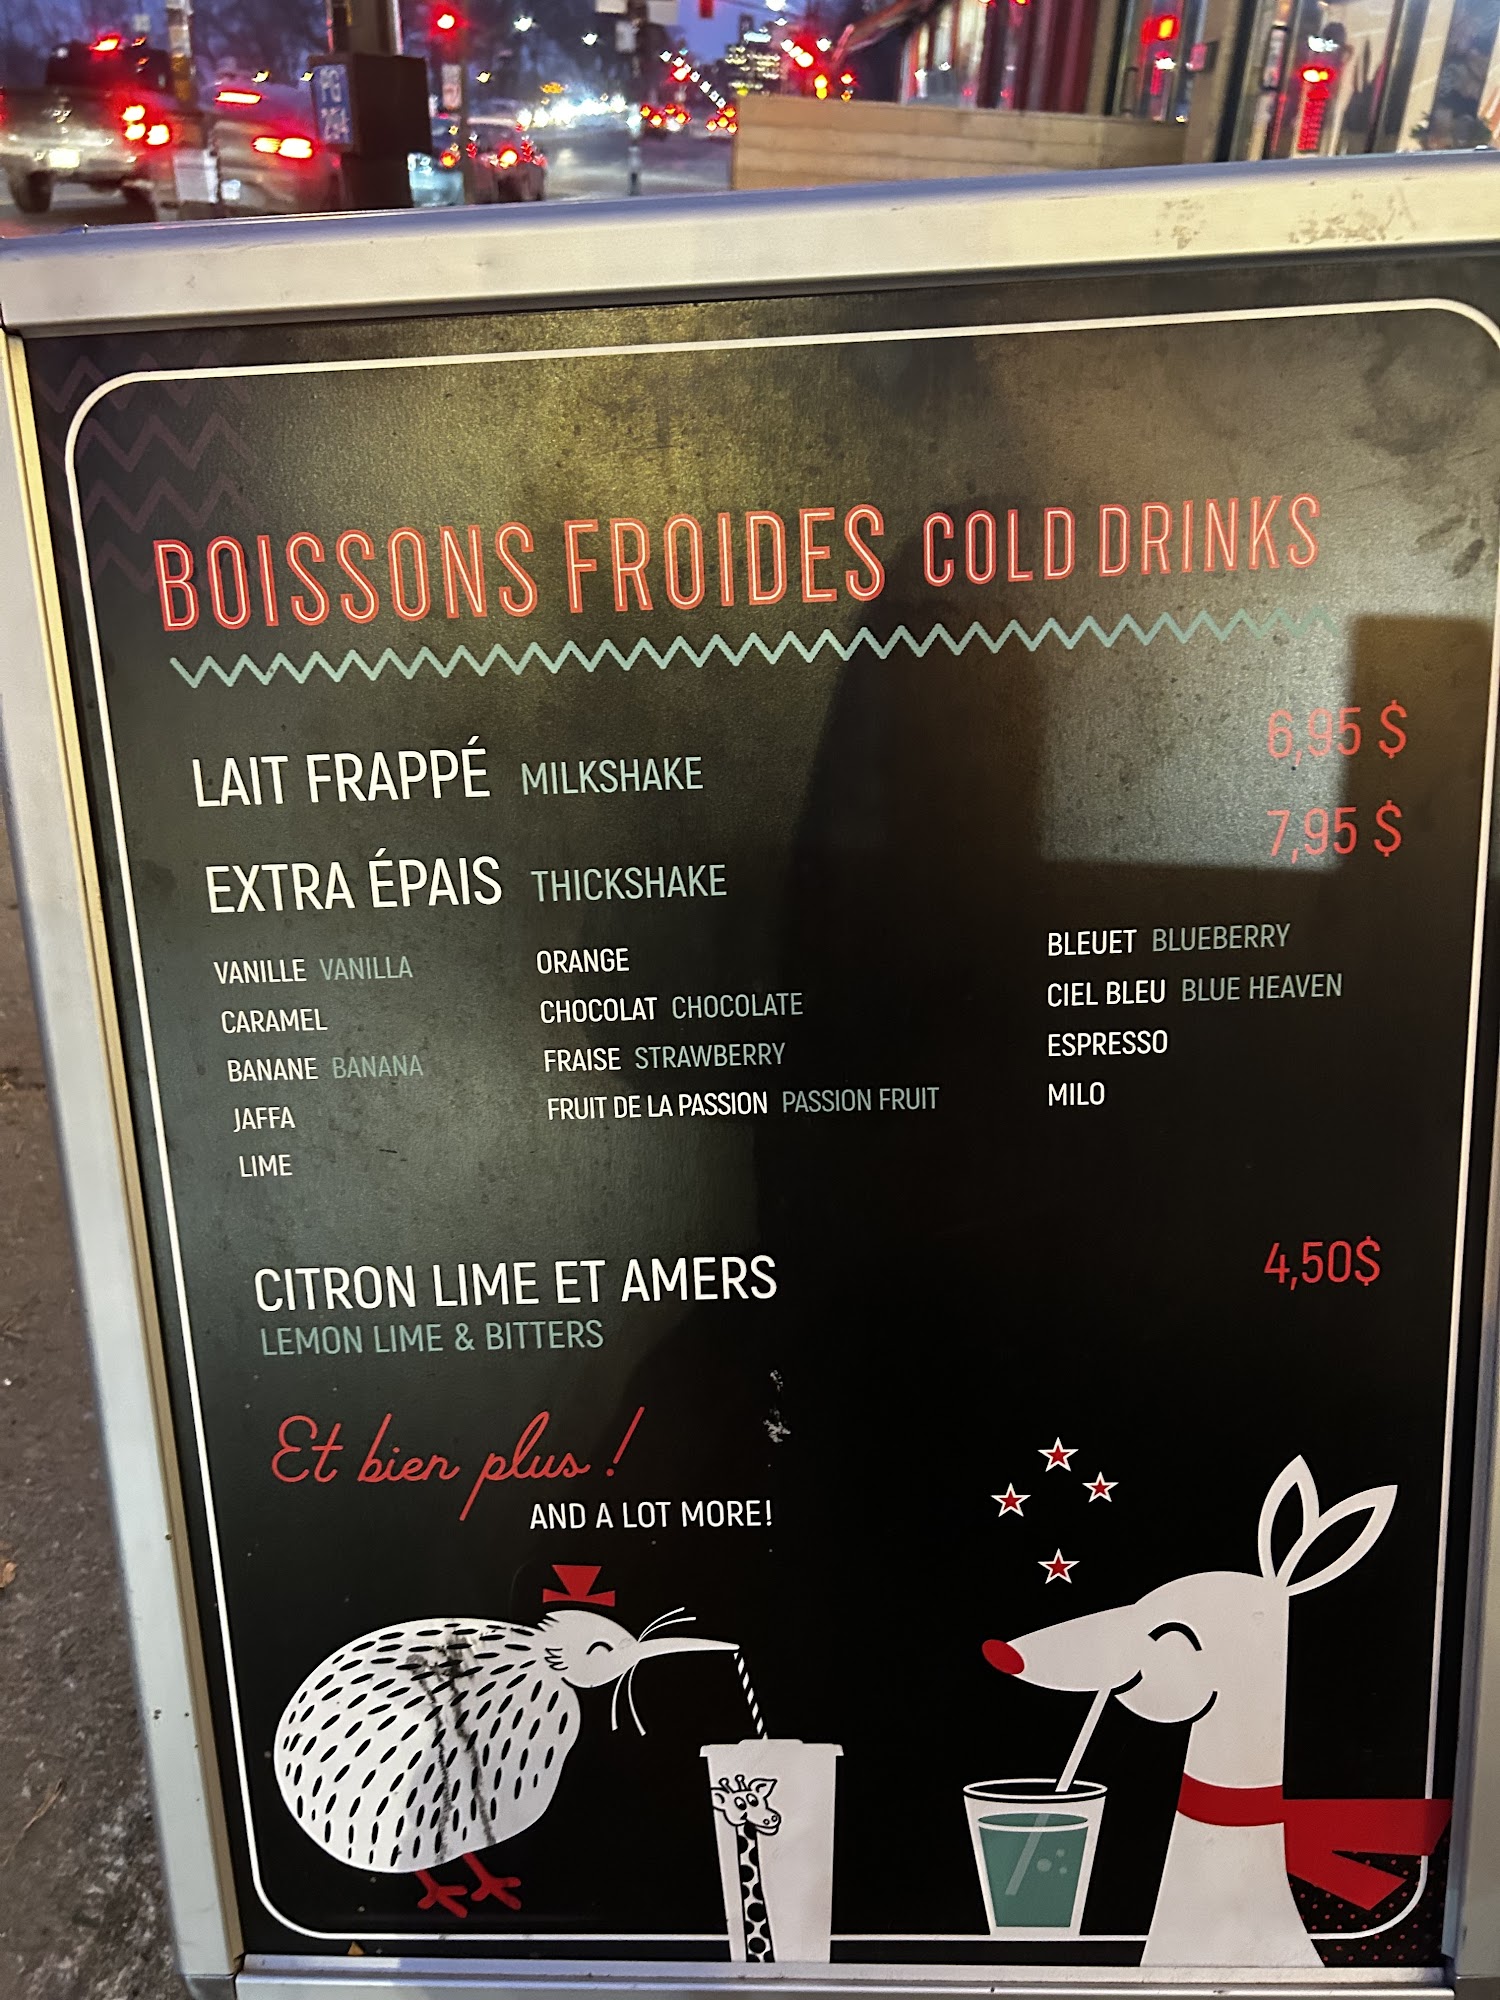 BOISSONS FROIDES COLD DRINKS
LAIT FRAPPÉ MILKSHAKE 6,95 $
EXTRA ÉPAIS THICKSHAKE 7,95 $
VANILLE VANILLA
CARAMEL
BANANE BANANA
JAFFA
LIME
ORANGE
CHOCOLAT CHOCOLATE
FRAISE STRAWBERRY
FRUIT DE LA PASSION PASSION FRUIT
BLEUET BLUEBERRY
CIEL BLEU BLUE HEAVEN
ESPRESSO
MILO
CITRON LIME ET AMERS 4,50$
LEMON LIME & BITTERS
Et bien plus !
AND A LOT MORE!